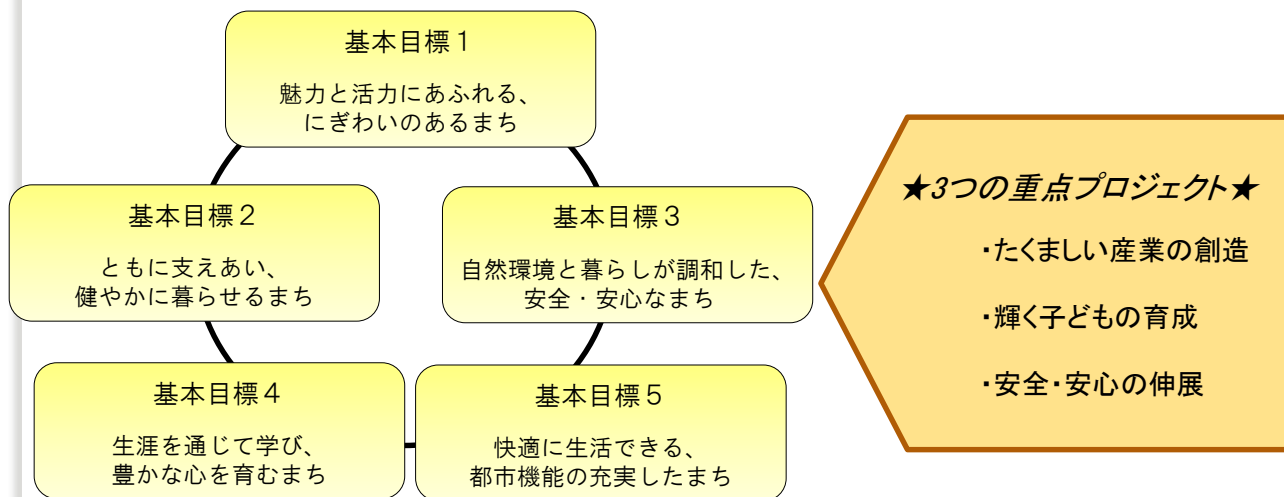 基本目標１
魅力と活力にあふれる、
にぎわいのあるまち
基本目標２
ともに支えあい、
健やかに暮らせるまち
基本目標３
自然環境と暮らしが調和した、
安全・安心なまち
基本目標４
生涯を通じて学び、
豊かな心を育むまち
基本目標５
快適に生活できる、
都市機能の充実したまち
★3つの重点プロジェクト★
・たくましい産業の創造
・輝く子どもの育成
・安全・安心の伸展